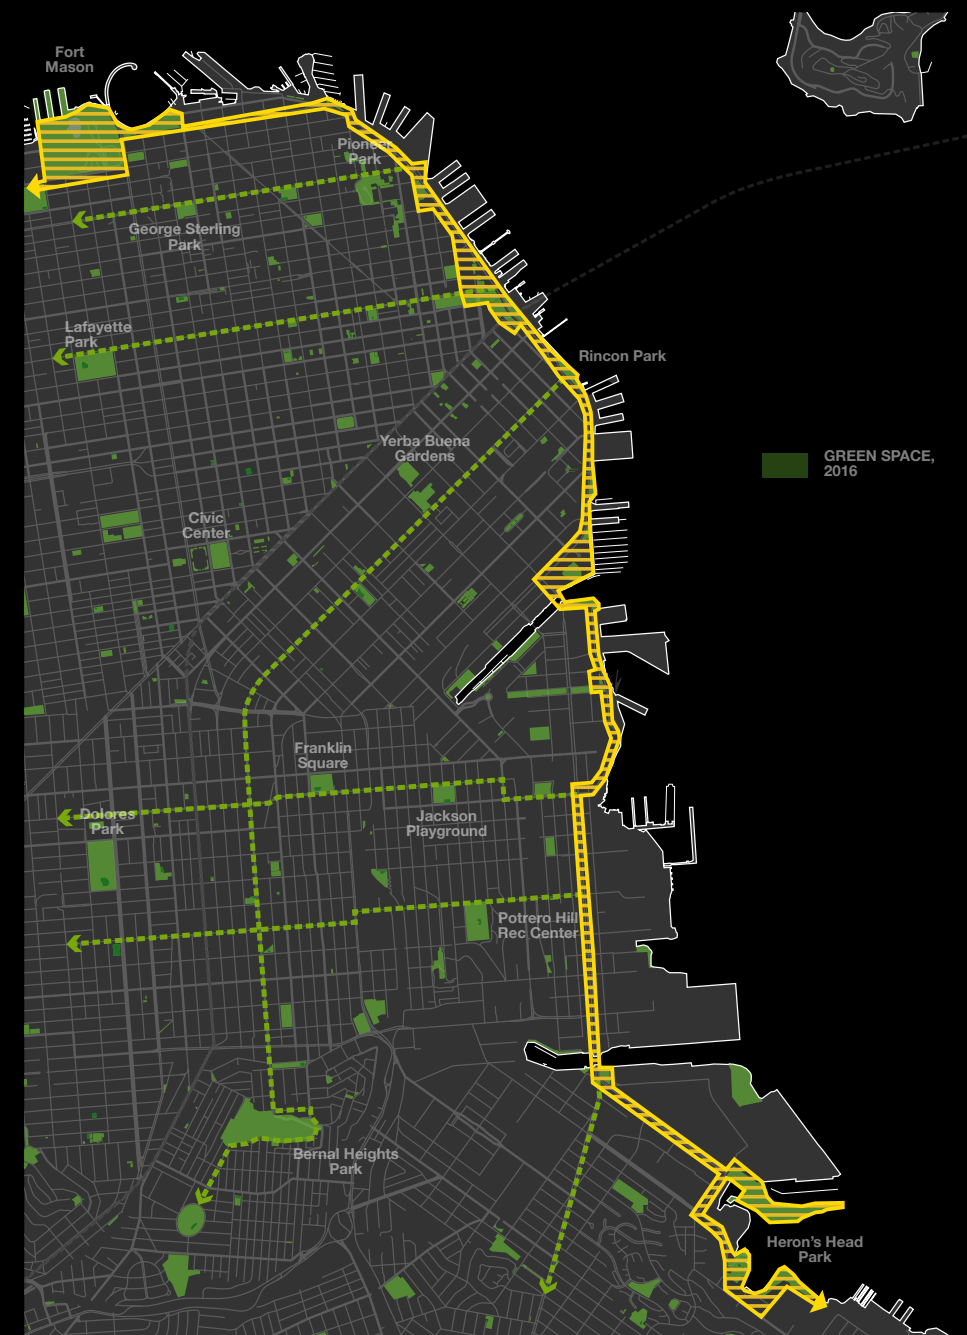 Fort
Mason
Pioneer
Park
George Sterling
Park
Lafayette
Park
Rincon Park
Yerba Buena
Gardens
GREEN SPACE,
2016
Civic
Center
Franklin
Square
Dolores
Park
Jackson
Playground
Potrero Hill
Rec Center
Bernal Heights
Park
Heron's Head
Park